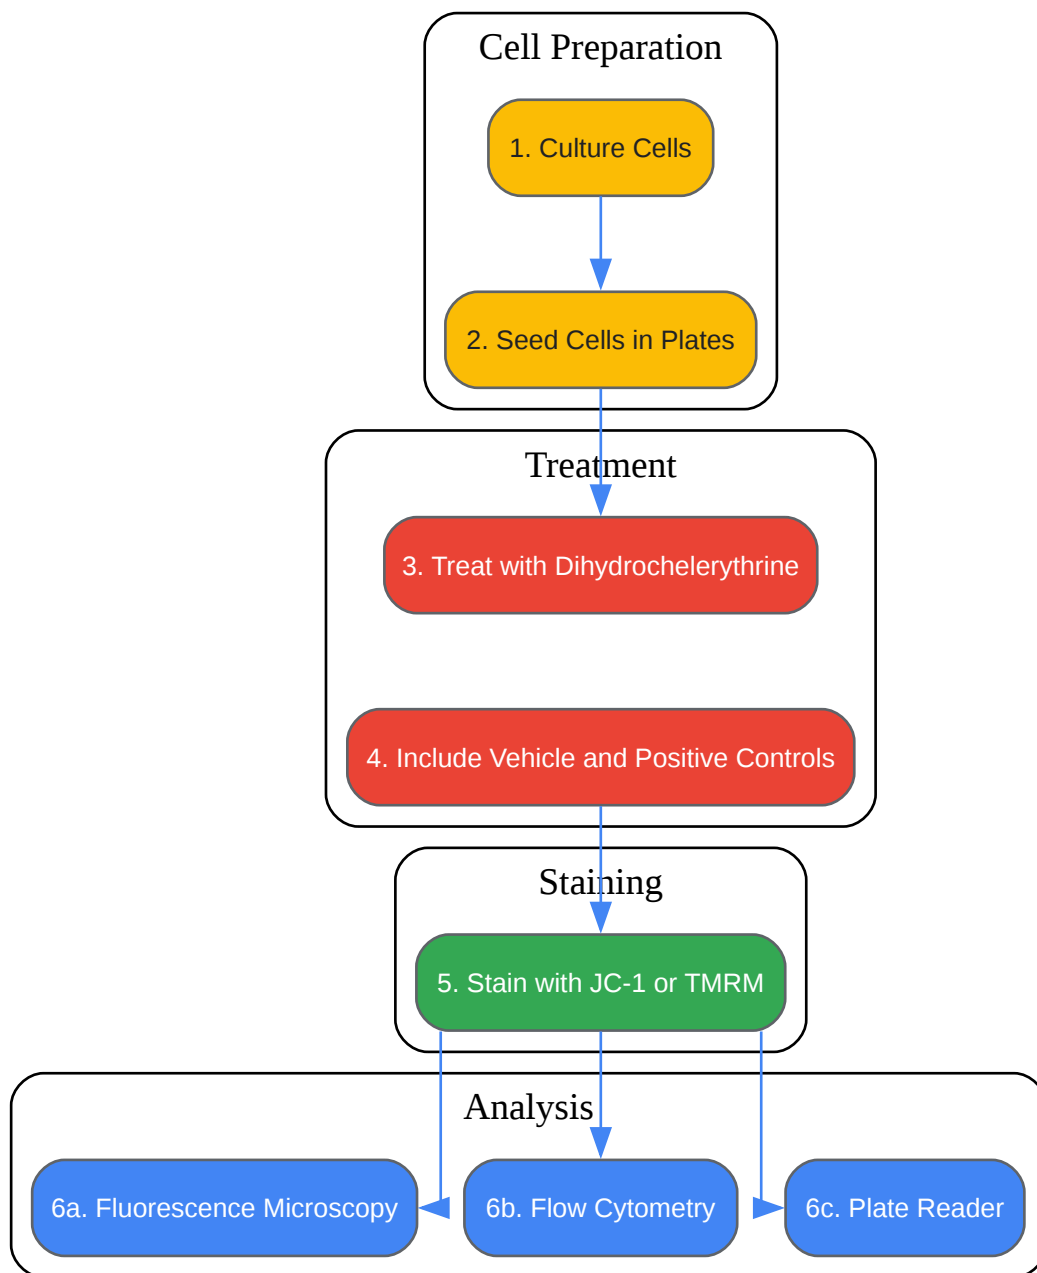 Cell Preparation
1. Culture Cells
2. Seed Cells in Plates
Treatment
3. Treat with Dihydrochelerythrine
4. Include Vehicle and Positive Controls
Staining
5. Stain with JC-1 or TMRM
Analysis
6a. Fluorescence Microscopy
6b. Flow Cytometry
6c. Plate Reader